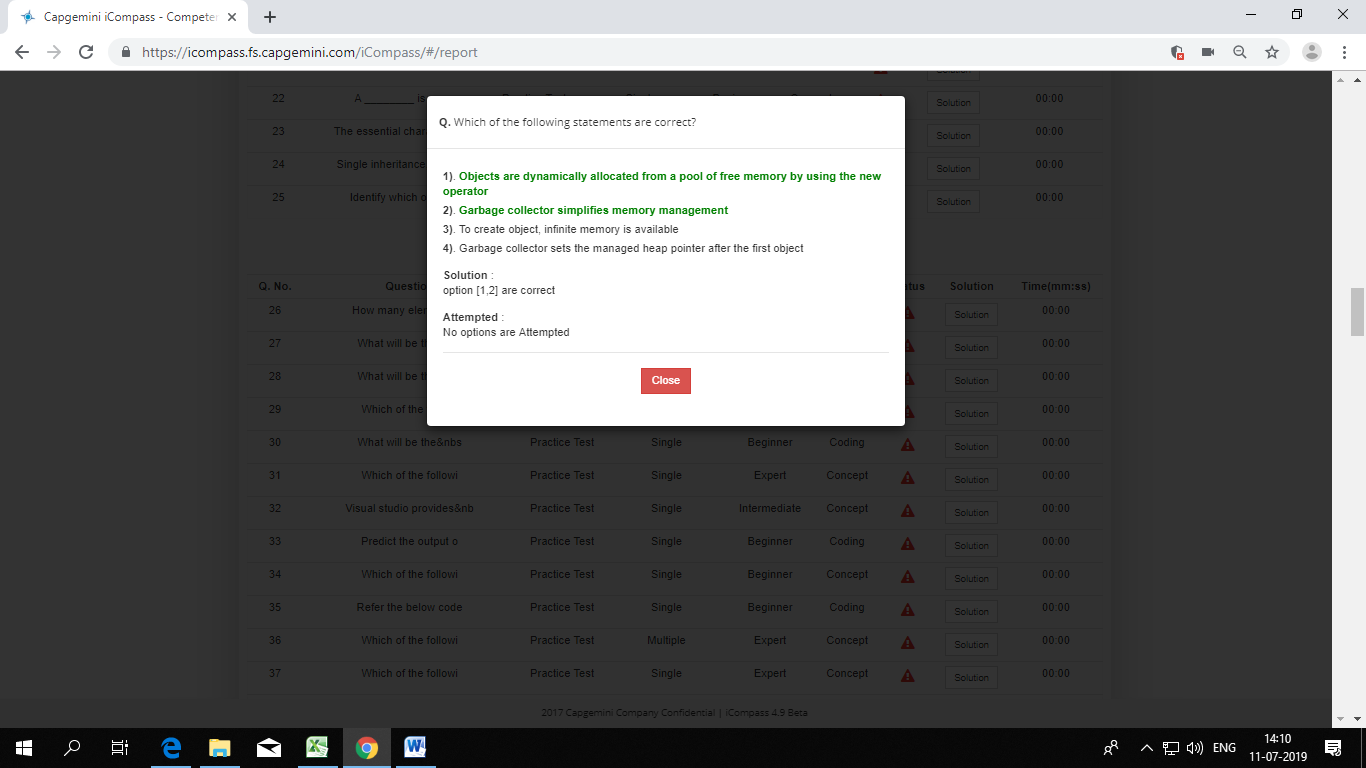 Capgemini iCompass - Competen
https://icompass.fs.capgemini.com/iCompass/#/report
22 A ________ is Solution 00:00
23 The essential char Solution 00:00
24 Single inheritance Solution 00:00
25 Identify which o Solution 00:00
Q. Which of the following statements are correct?
1). Objects are dynamically allocated from a pool of free memory by using the new
operator
2). Garbage collector simplifies memory management
3). To create object, infinite memory is available
4). Garbage collector sets the managed heap pointer after the first object
Solution :
option [1,2] are correct
Attempted :
No options are Attempted
Close
Q. No. Questio atus Solution Time(mm:ss)
26 How many eler Solution 00:00
27 What will be t Solution 00:00
28 What will be t Solution 00:00
29 Which of the Solution 00:00
30 What will be the&nbs Practice Test Single Beginner Coding Solution 00:00
31 Which of the followi Practice Test Single Expert Concept Solution 00:00
32 Visual studio provides&nb Practice Test Single Intermediate Concept Solution 00:00
33 Predict the output o Practice Test Single Beginner Coding Solution 00:00
34 Which of the followi Practice Test Single Beginner Concept Solution 00:00
35 Refer the below code Practice Test Single Beginner Coding Solution 00:00
36 Which of the followi Practice Test Multiple Expert Concept Solution 00:00
37 Which of the followi Practice Test Single Expert Concept Solution 00:00
2017 Capgemini Company Confidential | iCompass 4.9 Beta
ENG
14:10
11-07-2019